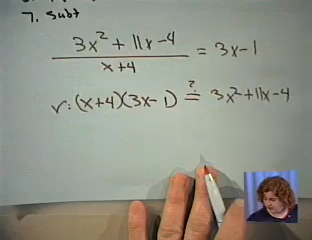 7. Subt
3x² + 11x - 4 / x + 4 = 3x - 1
v: (x+4)(3x-1) ≟ 3x² + 11x - 4